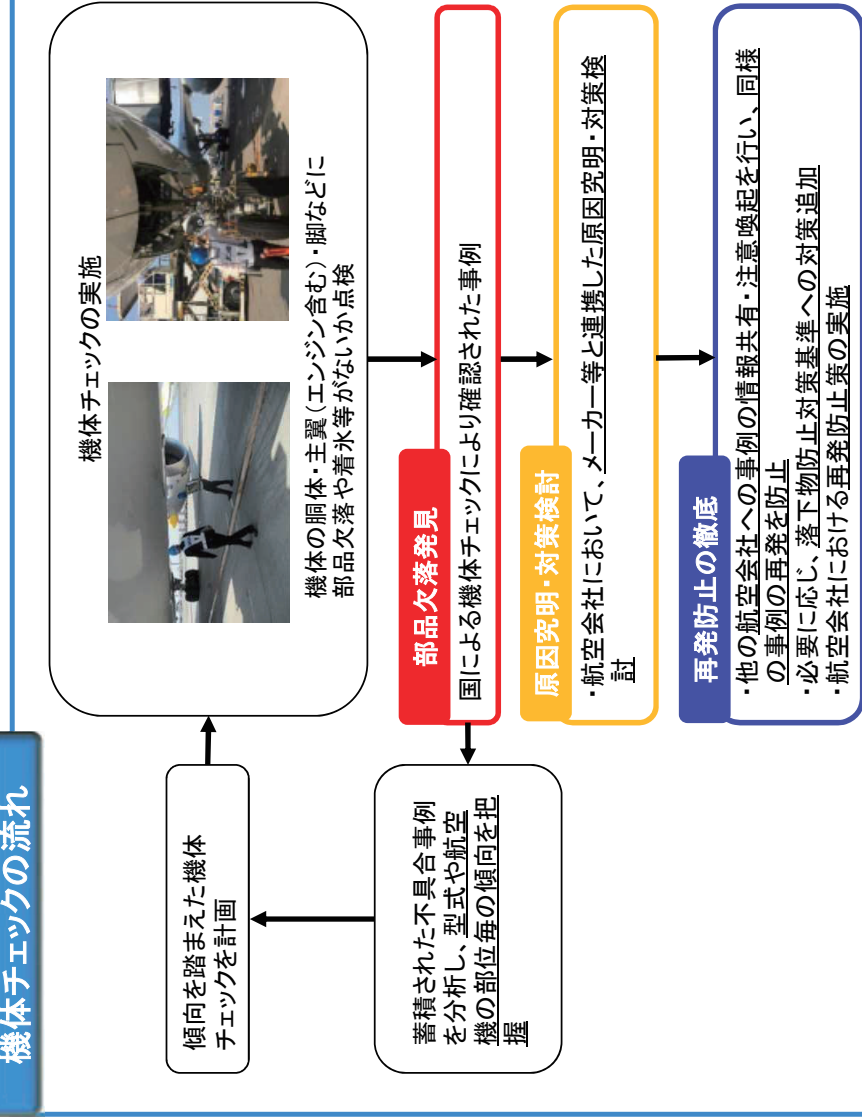 機体チェックの流れ
傾向を踏まえた機体
チェックを計画
蓄積された不具合事例
を分析し、型式や航空
機の部位毎の傾向を把
握
機体チェックの実施
機体の胴体・主翼（エンジン含む）・脚などに
部品欠落や着氷等がないか点検
部品欠落発見
国による機体チェックにより確認された事例
原因究明・対策検討
・航空会社において、メーカー等と連携した原因究明・対策検
討
再発防止の徹底
・他の航空会社への事例の情報共有・注意喚起を行い、同様
の事例の再発を防止
・必要に応じ、落下物防止対策基準への対策追加
・航空会社における再発防止策の実施